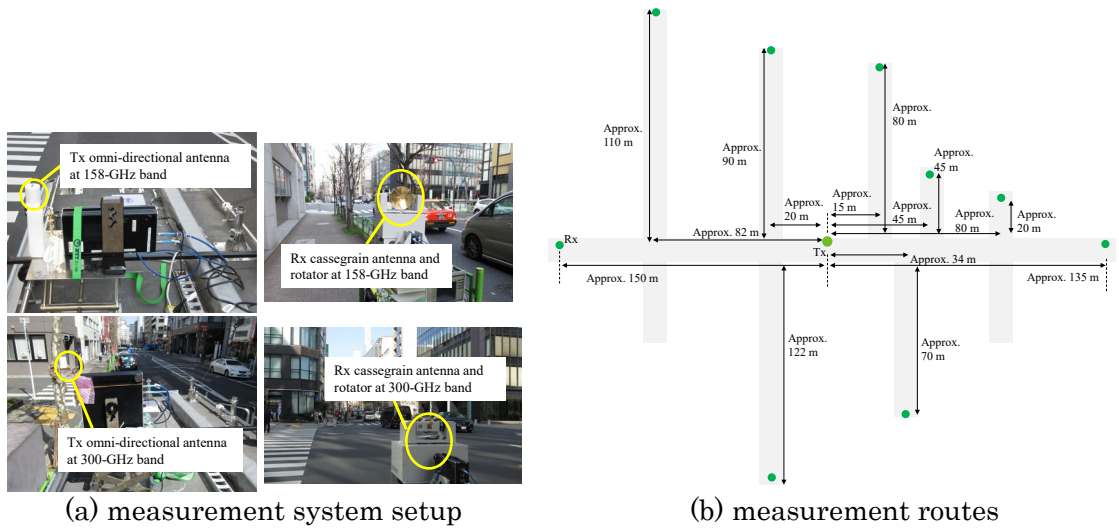 Tx omni-directional antenna
at 158-GHz band
Rx cassegrain antenna and
rotator at 158-GHz band
Tx omni-directional antenna
at 300-GHz band
Rx cassegrain antenna and
rotator at 300-GHz band
(a) measurement system setup
Approx.
110 m
Approx.
90 m
Approx.
80 m
Approx.
45 m
Approx.
15 m
Approx.
20 m
Approx.
45 m
Approx.
80 m
Approx.
20 m
Approx. 82 m
Rx
Tx
Approx. 34 m
Approx. 150 m
Approx. 135 m
Approx.
122 m
Approx.
70 m
(b) measurement routes